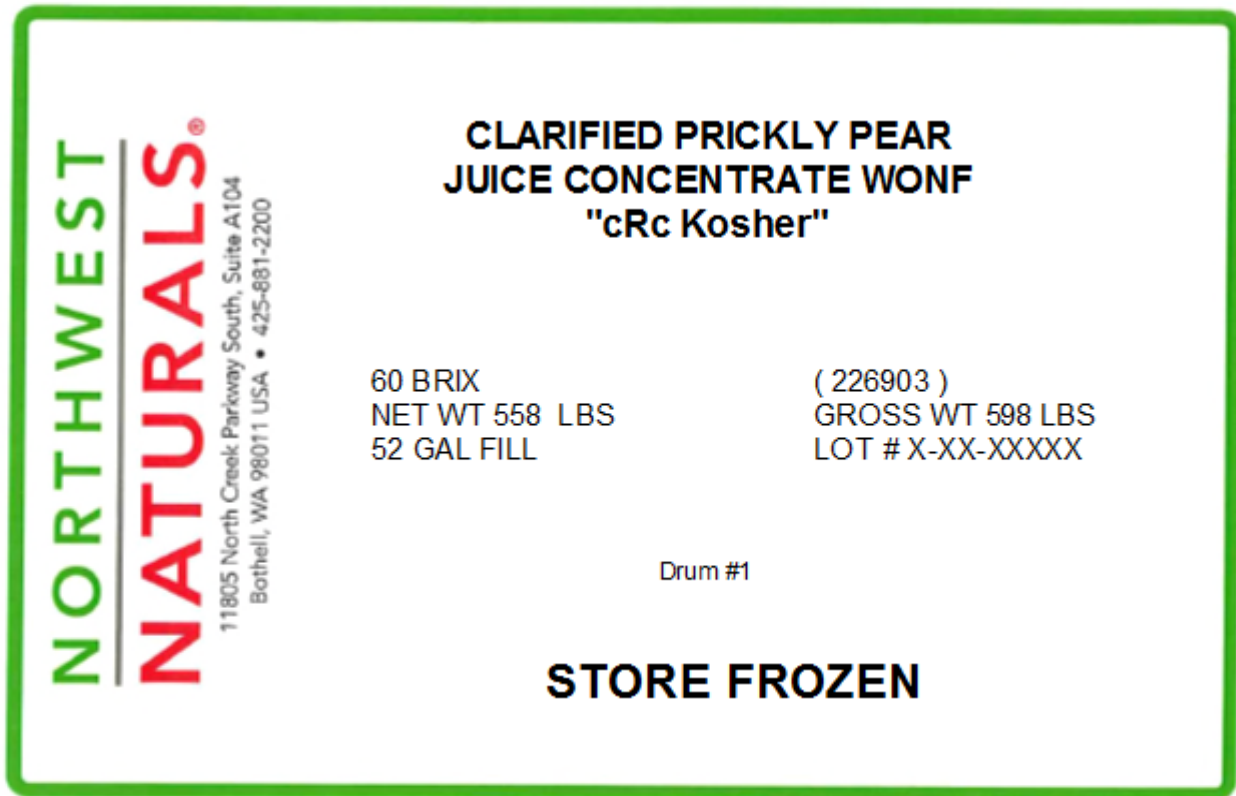 NORTHWEST
NATURALS®
11805 North Creek Parkway South, Suite A104
Bothell, WA 98011 USA • 425-881-2200
CLARIFIED PRICKLY PEAR
JUICE CONCENTRATE WONF
"cRc Kosher"
60 BRIX
NET WT 558 LBS
52 GAL FILL
( 226903 )
GROSS WT 598 LBS
LOT # X-XX-XXXXX
Drum #1
STORE FROZEN